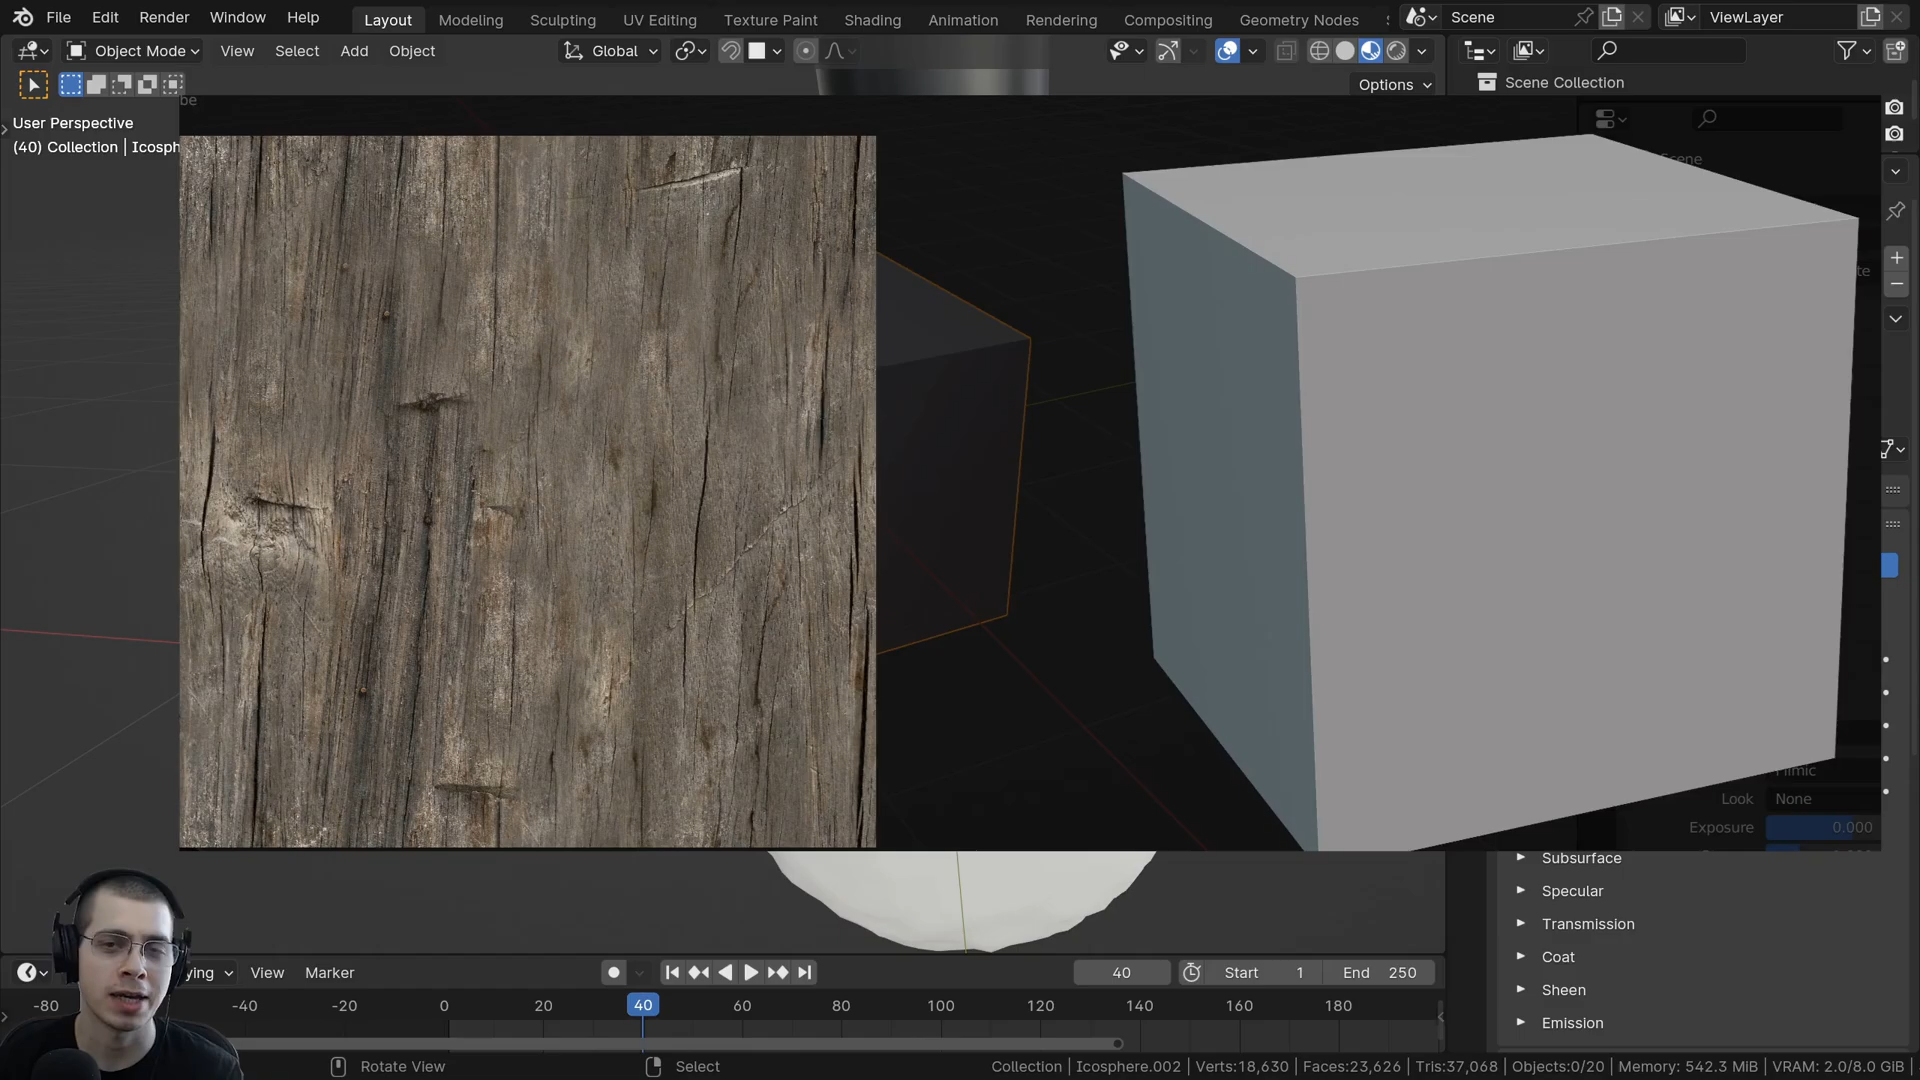 File Edit Render Window Help Layout Modeling Sculpting UV Editing Texture Paint Shading Animation Rendering Compositing Geometry Nodes Scene ViewLayer
Object Mode View Select Add Object Global
Options Scene Collection
be
User Perspective
(40) Collection | Icosph
Scene
te
Look None
Exposure 0.000
Subsurface
Specular
Transmission
Coat
Sheen
Emission
ying View Marker 40 Start 1 End 250
-80 -40 -20 0 20 40 60 80 100 120 140 160 180
Rotate View Select Collection | Icosphere.002 | Verts:18,630 | Faces:23,626 | Tris:37,068 | Objects:0/20 | Memory: 542.3 MiB | VRAM: 2.0/8.0 GiB